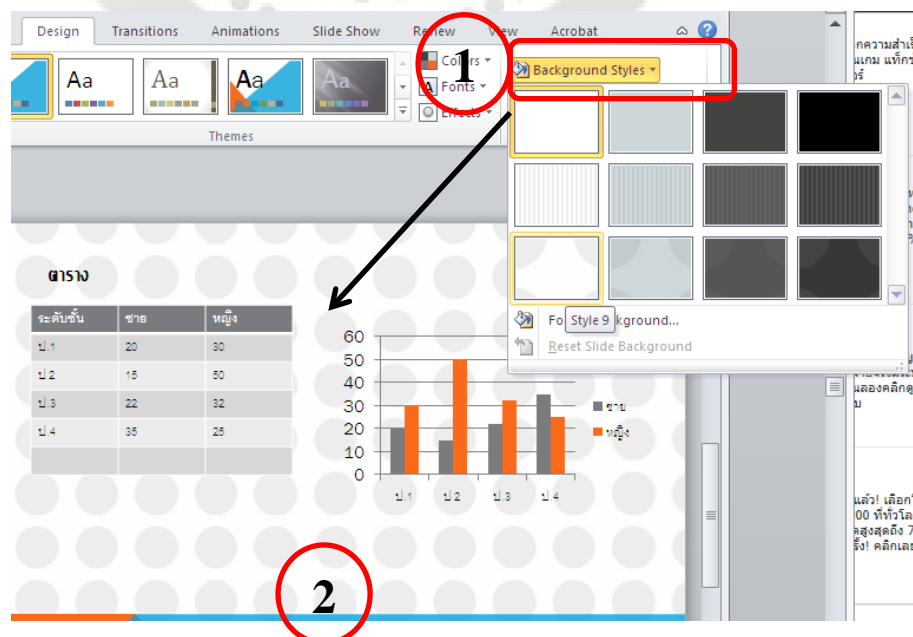 Design Transitions Animations Slide Show Review View Acrobat
1
Colors
Background Styles
Aa Aa Aa Aa
Fonts
Effects
Themes
ตาราง
ระดับชั้น ชาย หญิง
ป.1 20 30
ป.2 15 50
ป.3 22 32
ป.4 35 25
60
50
40
30
20
10
0
ป.1 ป.2 ป.3 ป.4
ชาย
หญิง
Style 9
Reset Slide Background
2